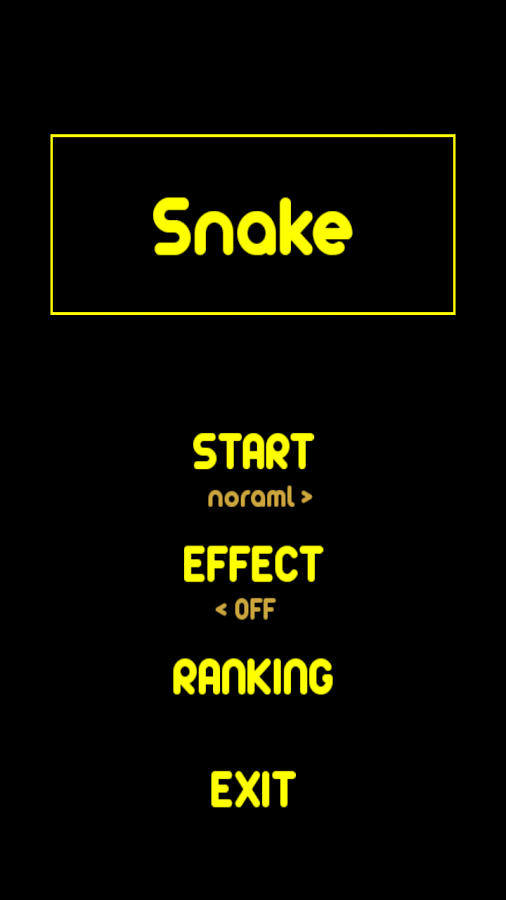 Snake
START
noraml >
EFFECT
< OFF
RANKING
EXIT